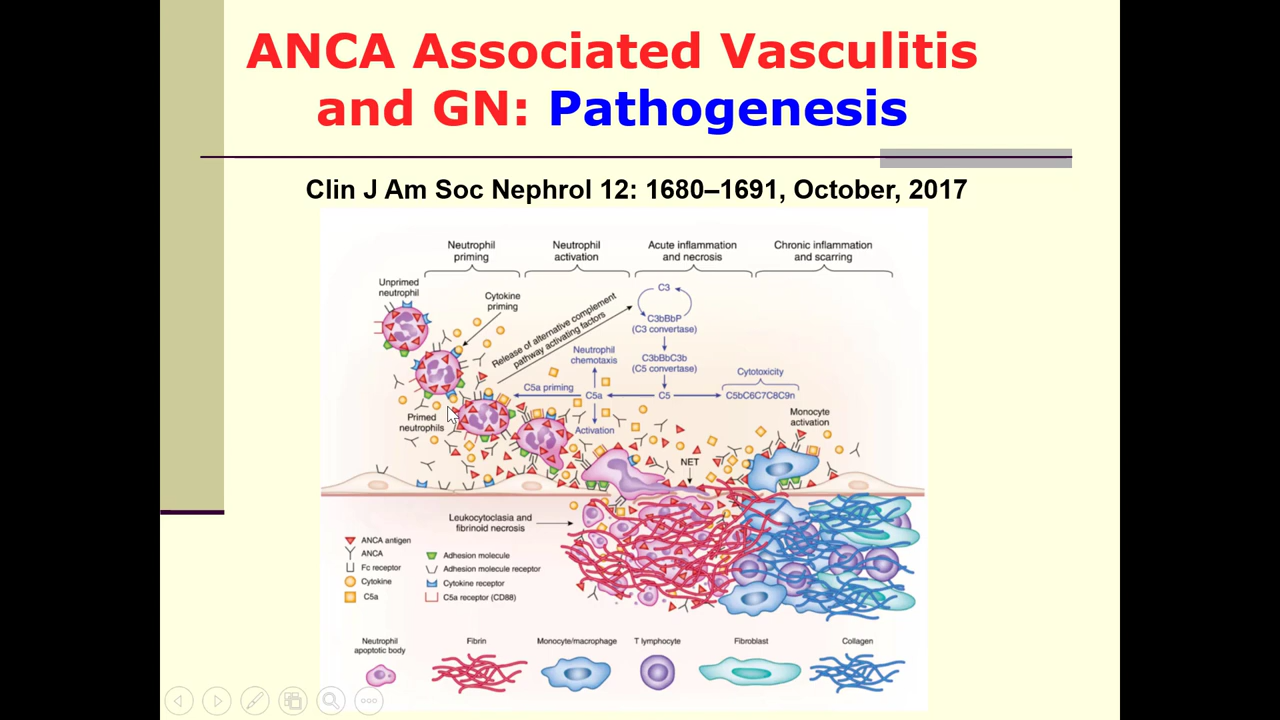 ANCA Associated Vasculitis
and GN: Pathogenesis
Clin J Am Soc Nephrol 12: 1680–1691, October, 2017
Neutrophil
priming
Neutrophil
activation
Acute inflammation
and necrosis
Chronic inflammation
and scarring
Unprimed
neutrophil
Cytokine
priming
Release of alternative complement
pathway activating factors
C3
C3bBbP
(C3 convertase)
Neutrophil
chemotaxis
C3bBbC3b
(C5 convertase)
Cytotoxicity
C5a priming
C5a
C5
C5bC6C7C8C9n
Primed
neutrophils
Activation
Monocyte
activation
NET
Leukocytoclasia and
fibrinoid necrosis
ANCA antigen
ANCA
Fc receptor
Cytokine
C5a
Adhesion molecule
Adhesion molecule receptor
Cytokine receptor
C5a receptor (CD88)
Neutrophil
apoptotic body
Fibrin
Monocyte/macrophage
T lymphocyte
Fibroblast
Collagen